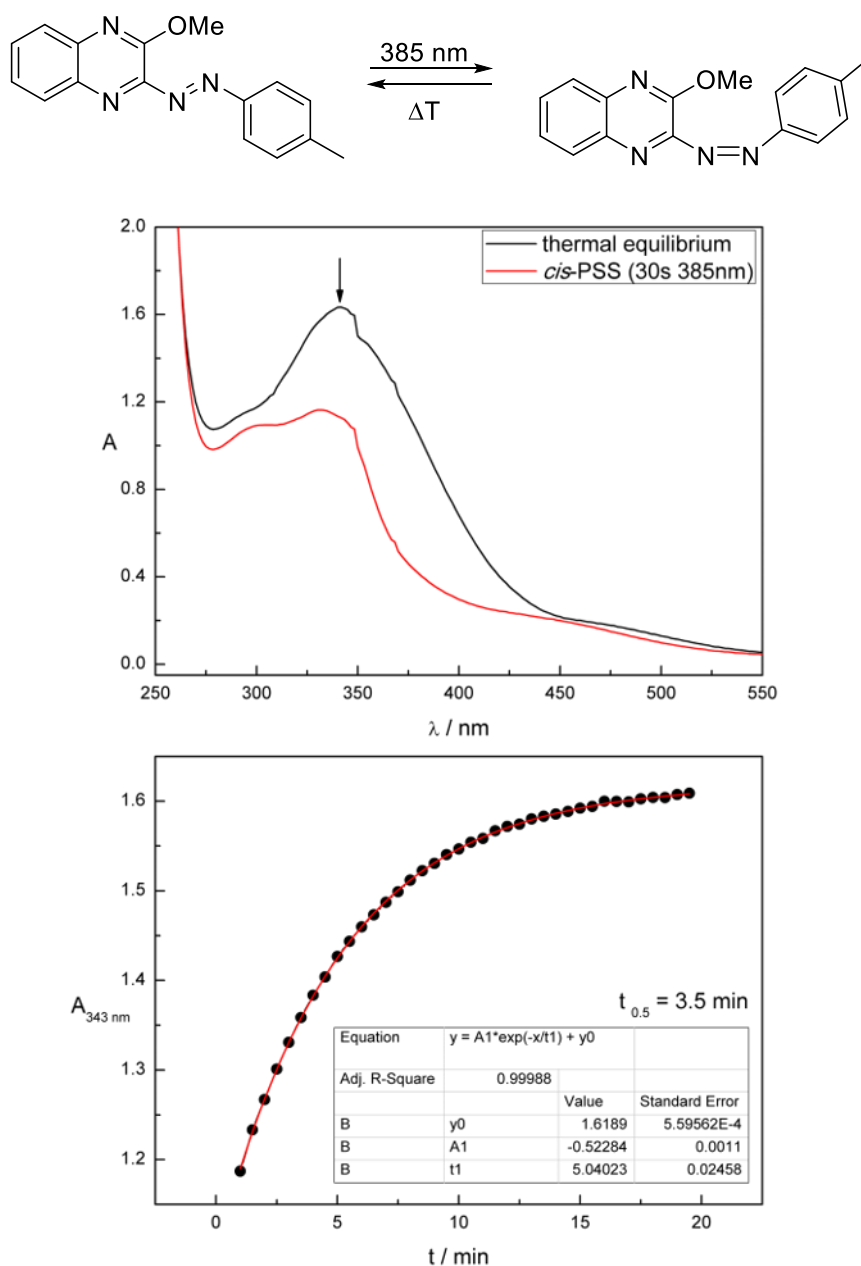 N OMe
N N N
385 nm
ΔT
N OMe
N N=N
2.0
1.6
1.2
A
0.8
0.4
0.0
thermal equilibrium
cis-PSS (30s 385nm)
250 300 350 400 450 500 550
λ / nm
1.6
1.5
1.4
A343 nm
1.3
1.2
t 0.5 = 3.5 min
Equation y = A1*exp(-x/t1) + y0
Adj. R-Square 0.99988
Value Standard Error
B y0 1.6189 5.59562E-4
B A1 -0.52284 0.0011
B t1 5.04023 0.02458
0 5 10 15 20
t / min